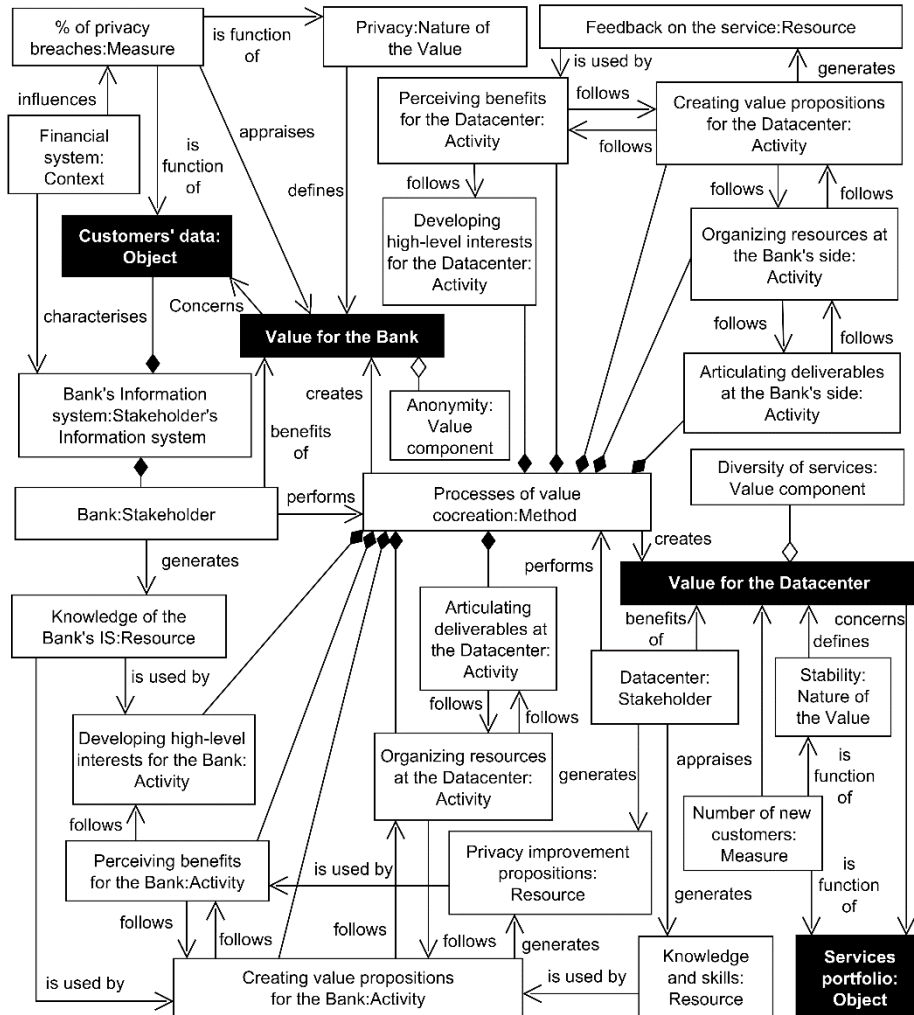 % of privacy
breaches:Measure
is function
of
Privacy:Nature of
the Value
Feedback on the service:Resource
is used by
generates
influences
appraises
Perceiving benefits
for the Datacenter:
Activity
follows
follows
Creating value propositions
for the Datacenter:
Activity
Financial
system:
Context
is
function
of
defines
follows
follows
follows
Developing
high-level interests
for the Datacenter:
Activity
Organizing resources at
the Bank's side:
Activity
Customers' data:
Object
characterises
Concerns
Value for the Bank
follows
follows
Bank's Information
system:Stakeholder's
Information system
benefits
of
creates
Anonymity:
Value
component
Articulating deliverables
at the Bank's side:
Activity
Diversity of services:
Value component
Bank:Stakeholder
performs
Processes of value
cocreation:Method
creates
generates
performs
Value for the Datacenter
Knowledge of the
Bank's IS:Resource
Articulating
deliverables at
the Datacenter:
Activity
benefits
of
concerns
defines
is used by
Datacenter:
Stakeholder
Stability:
Nature of
the Value
follows
follows
Developing high-level
interests for the Bank:
Activity
Organizing resources
at the Datacenter:
Activity
generates
appraises
is
function
of
follows
Number of new
customers:
Measure
Perceiving benefits
for the Bank:Activity
is used by
Privacy improvement
propositions:
Resource
generates
is
function
of
follows
follows
follows
follows
generates
is used by
Creating value propositions
for the Bank:Activity
is used by
Knowledge
and skills:
Resource
Services
portfolio:
Object